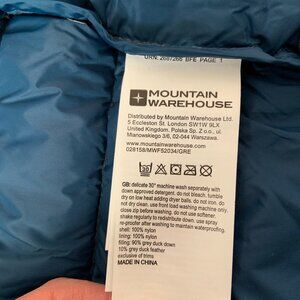 URN: 2687266 BFE PAGE 1
MOUNTAIN
WAREHOUSE
Distributed by Mountain Warehouse Ltd.
5 Eccleston St. London SW1W 9LX
United Kingdom. Polska Sp. Z o.o., ul.
Mianowskiego 3/6, 02-044 Warszawa.
www.mountainwarehouse.com
028158/MWF52034/GRE
GB: delicate 30° machine wash separately with
down approved detergent. do not bleach. tumble
dry on low heat adding dryer balls. do not iron. do
not dry clean. use front washing machine only.
close zip before washing. do not use softener.
shake regularly to redistribute down. use spray
re-proofer after washing to maintain waterproofing.
shell: 100% nylon
lining: 100% nylon
filling: 90% grey duck down
10% grey duck feather
exclusive of trims
MADE IN CHINA